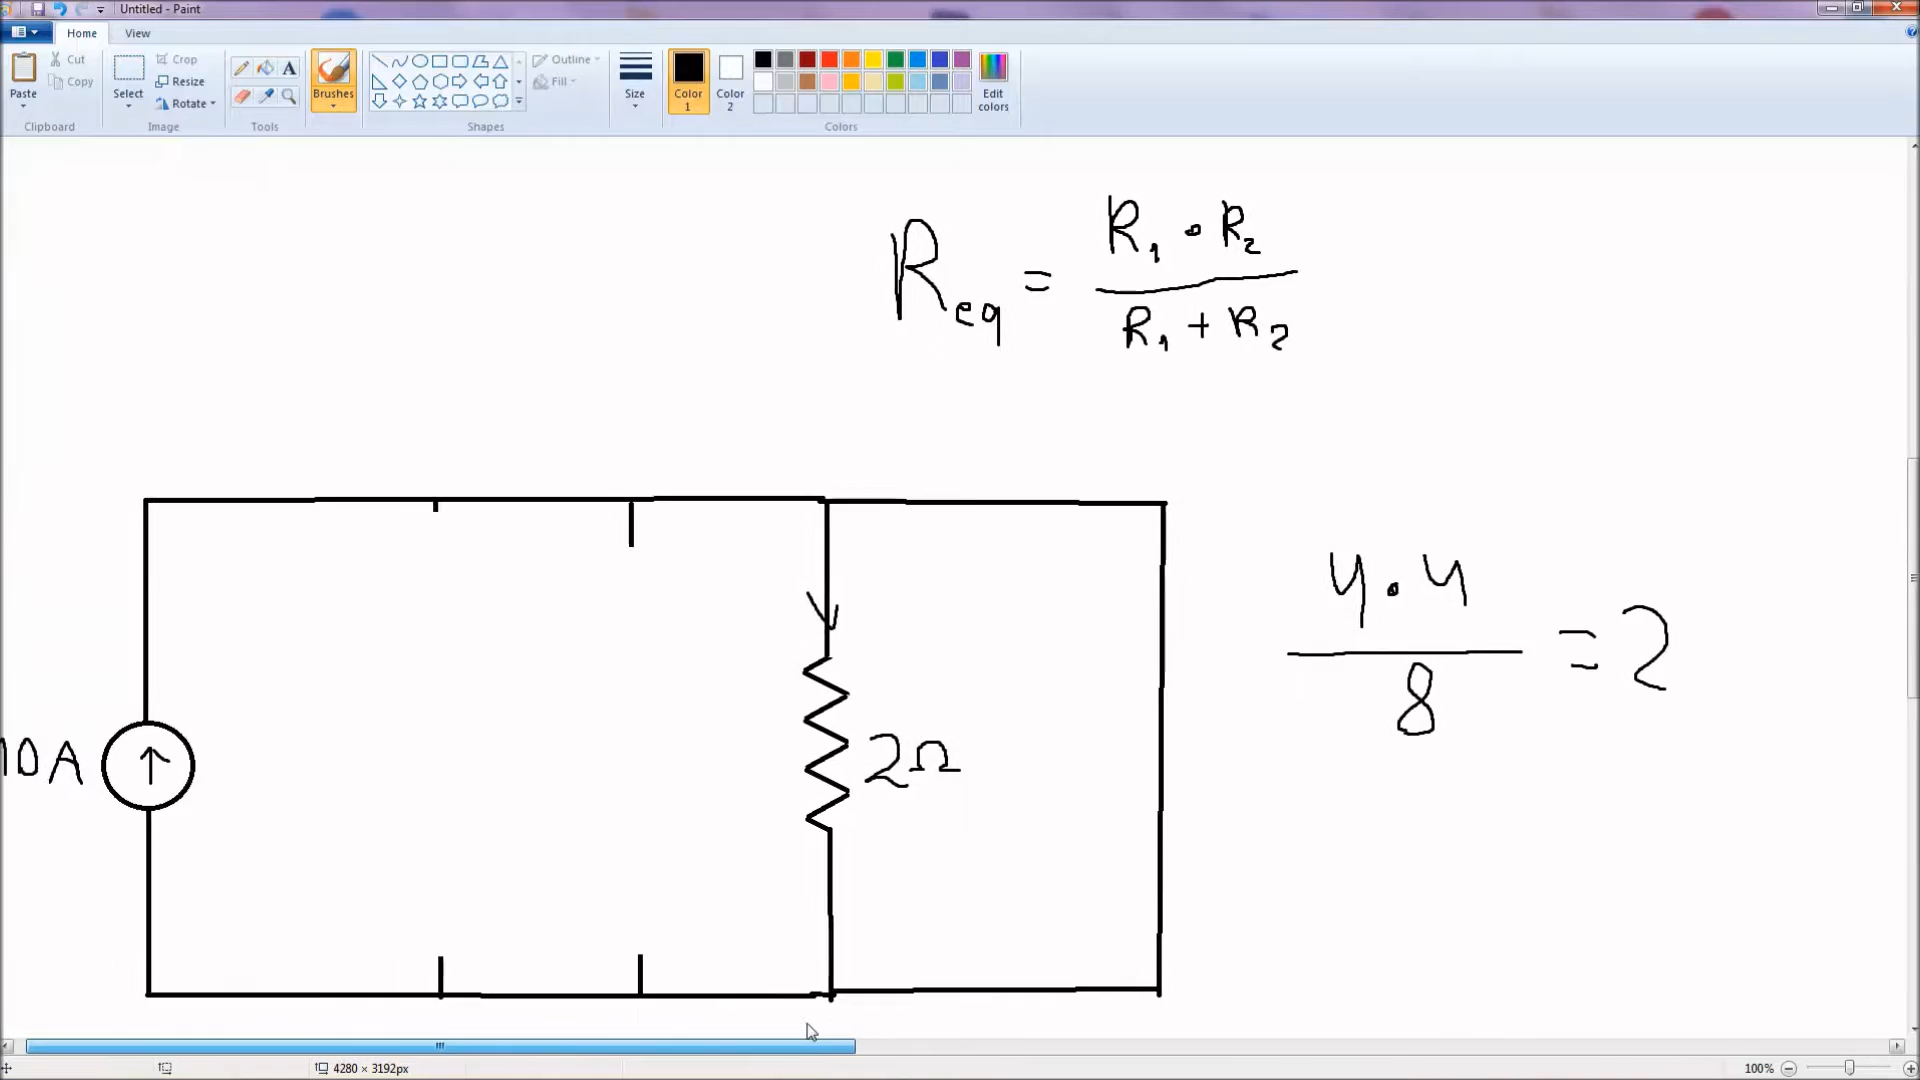 Untitled - Paint
Home View
Paste
Cut
Copy
Clipboard
Select
Crop
Resize
Rotate
Image
A
Tools
Brushes
Shapes
Outline
Fill
Size
Color 1
Color 2
Colors
Edit colors
R₁ • R₂
Req =
R₁ + R₂
4 • 4
= 2
8
10A
2Ω
4280 × 3192px
100%